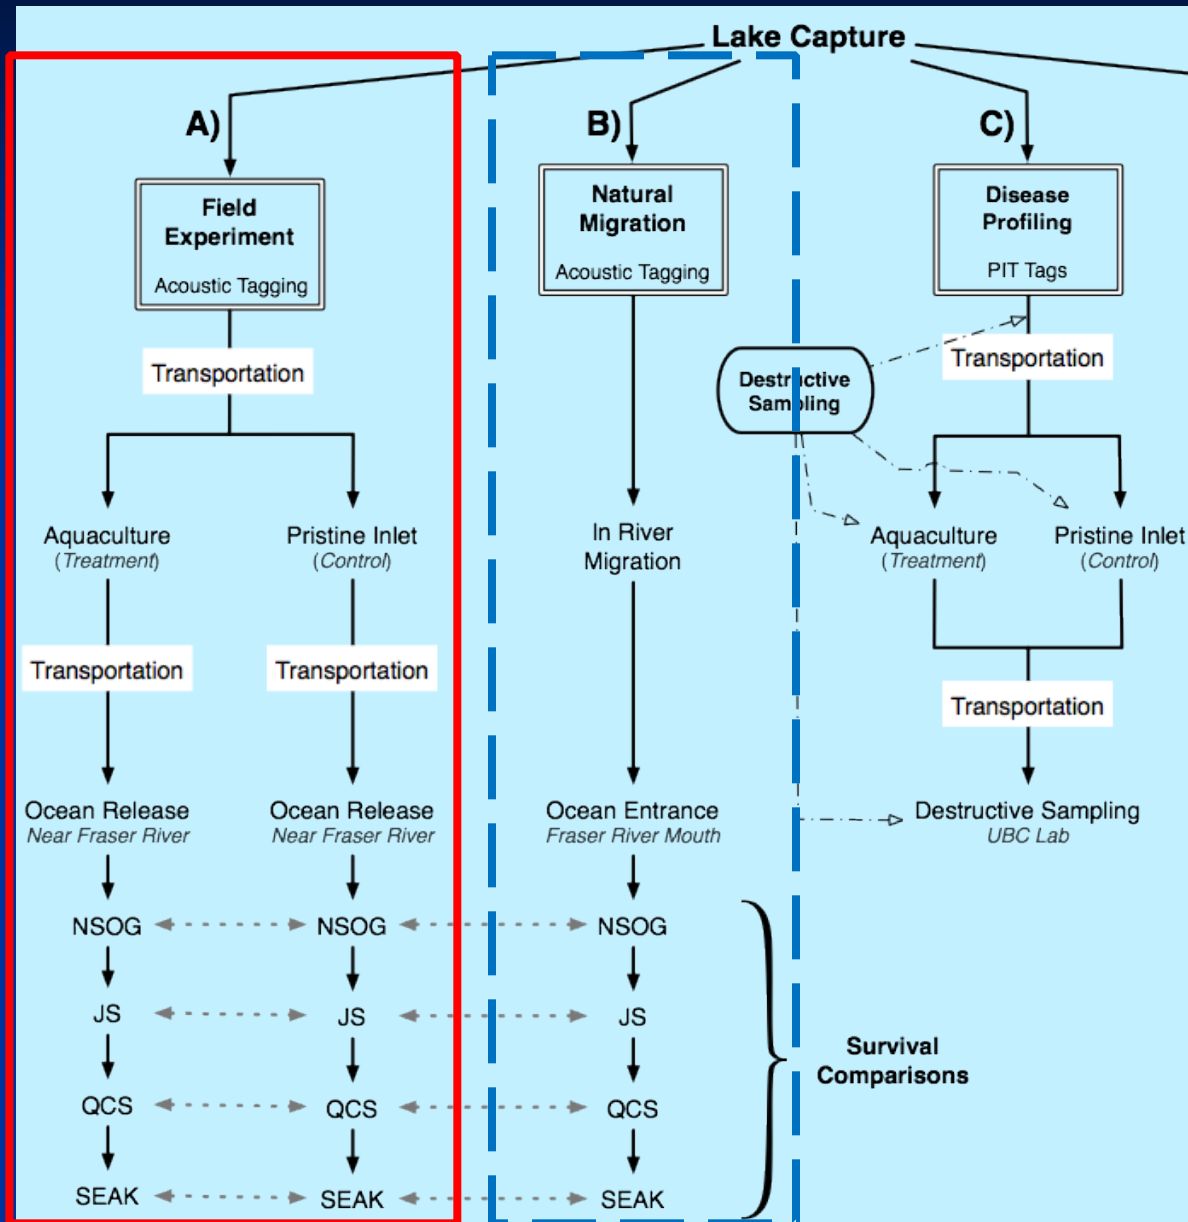 Lake Capture
A)
Field
Experiment
Acoustic Tagging
Transportation
Aquaculture
(Treatment)
Pristine Inlet
(Control)
Transportation
Transportation
Ocean Release
Near Fraser River
Ocean Release
Near Fraser River
NSOG
NSOG
JS
JS
QCS
QCS
SEAK
SEAK
B)
Natural
Migration
Acoustic Tagging
In River
Migration
Ocean Entrance
Fraser River Mouth
NSOG
JS
QCS
SEAK
Survival
Comparisons
C)
Disease
Profiling
PIT Tags
Destructive
Sampling
Transportation
Aquaculture
(Treatment)
Pristine Inlet
(Control)
Transportation
Destructive Sampling
UBC Lab